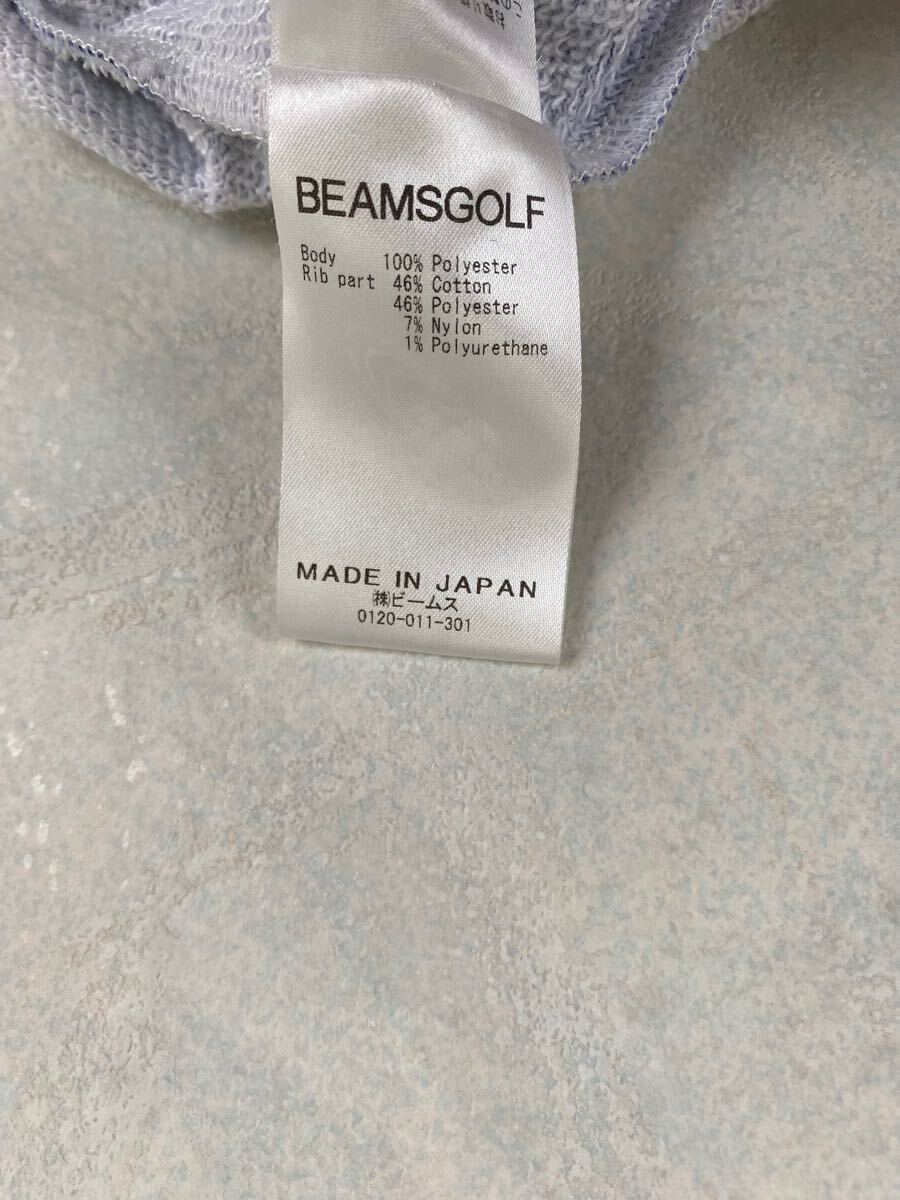 BEAMSGOLF
Body 100% Polyester
Rib part 46% Cotton
46% Polyester
7% Nylon
1% Polyurethane
MADE IN JAPAN
㈱ビームス
0120-011-301